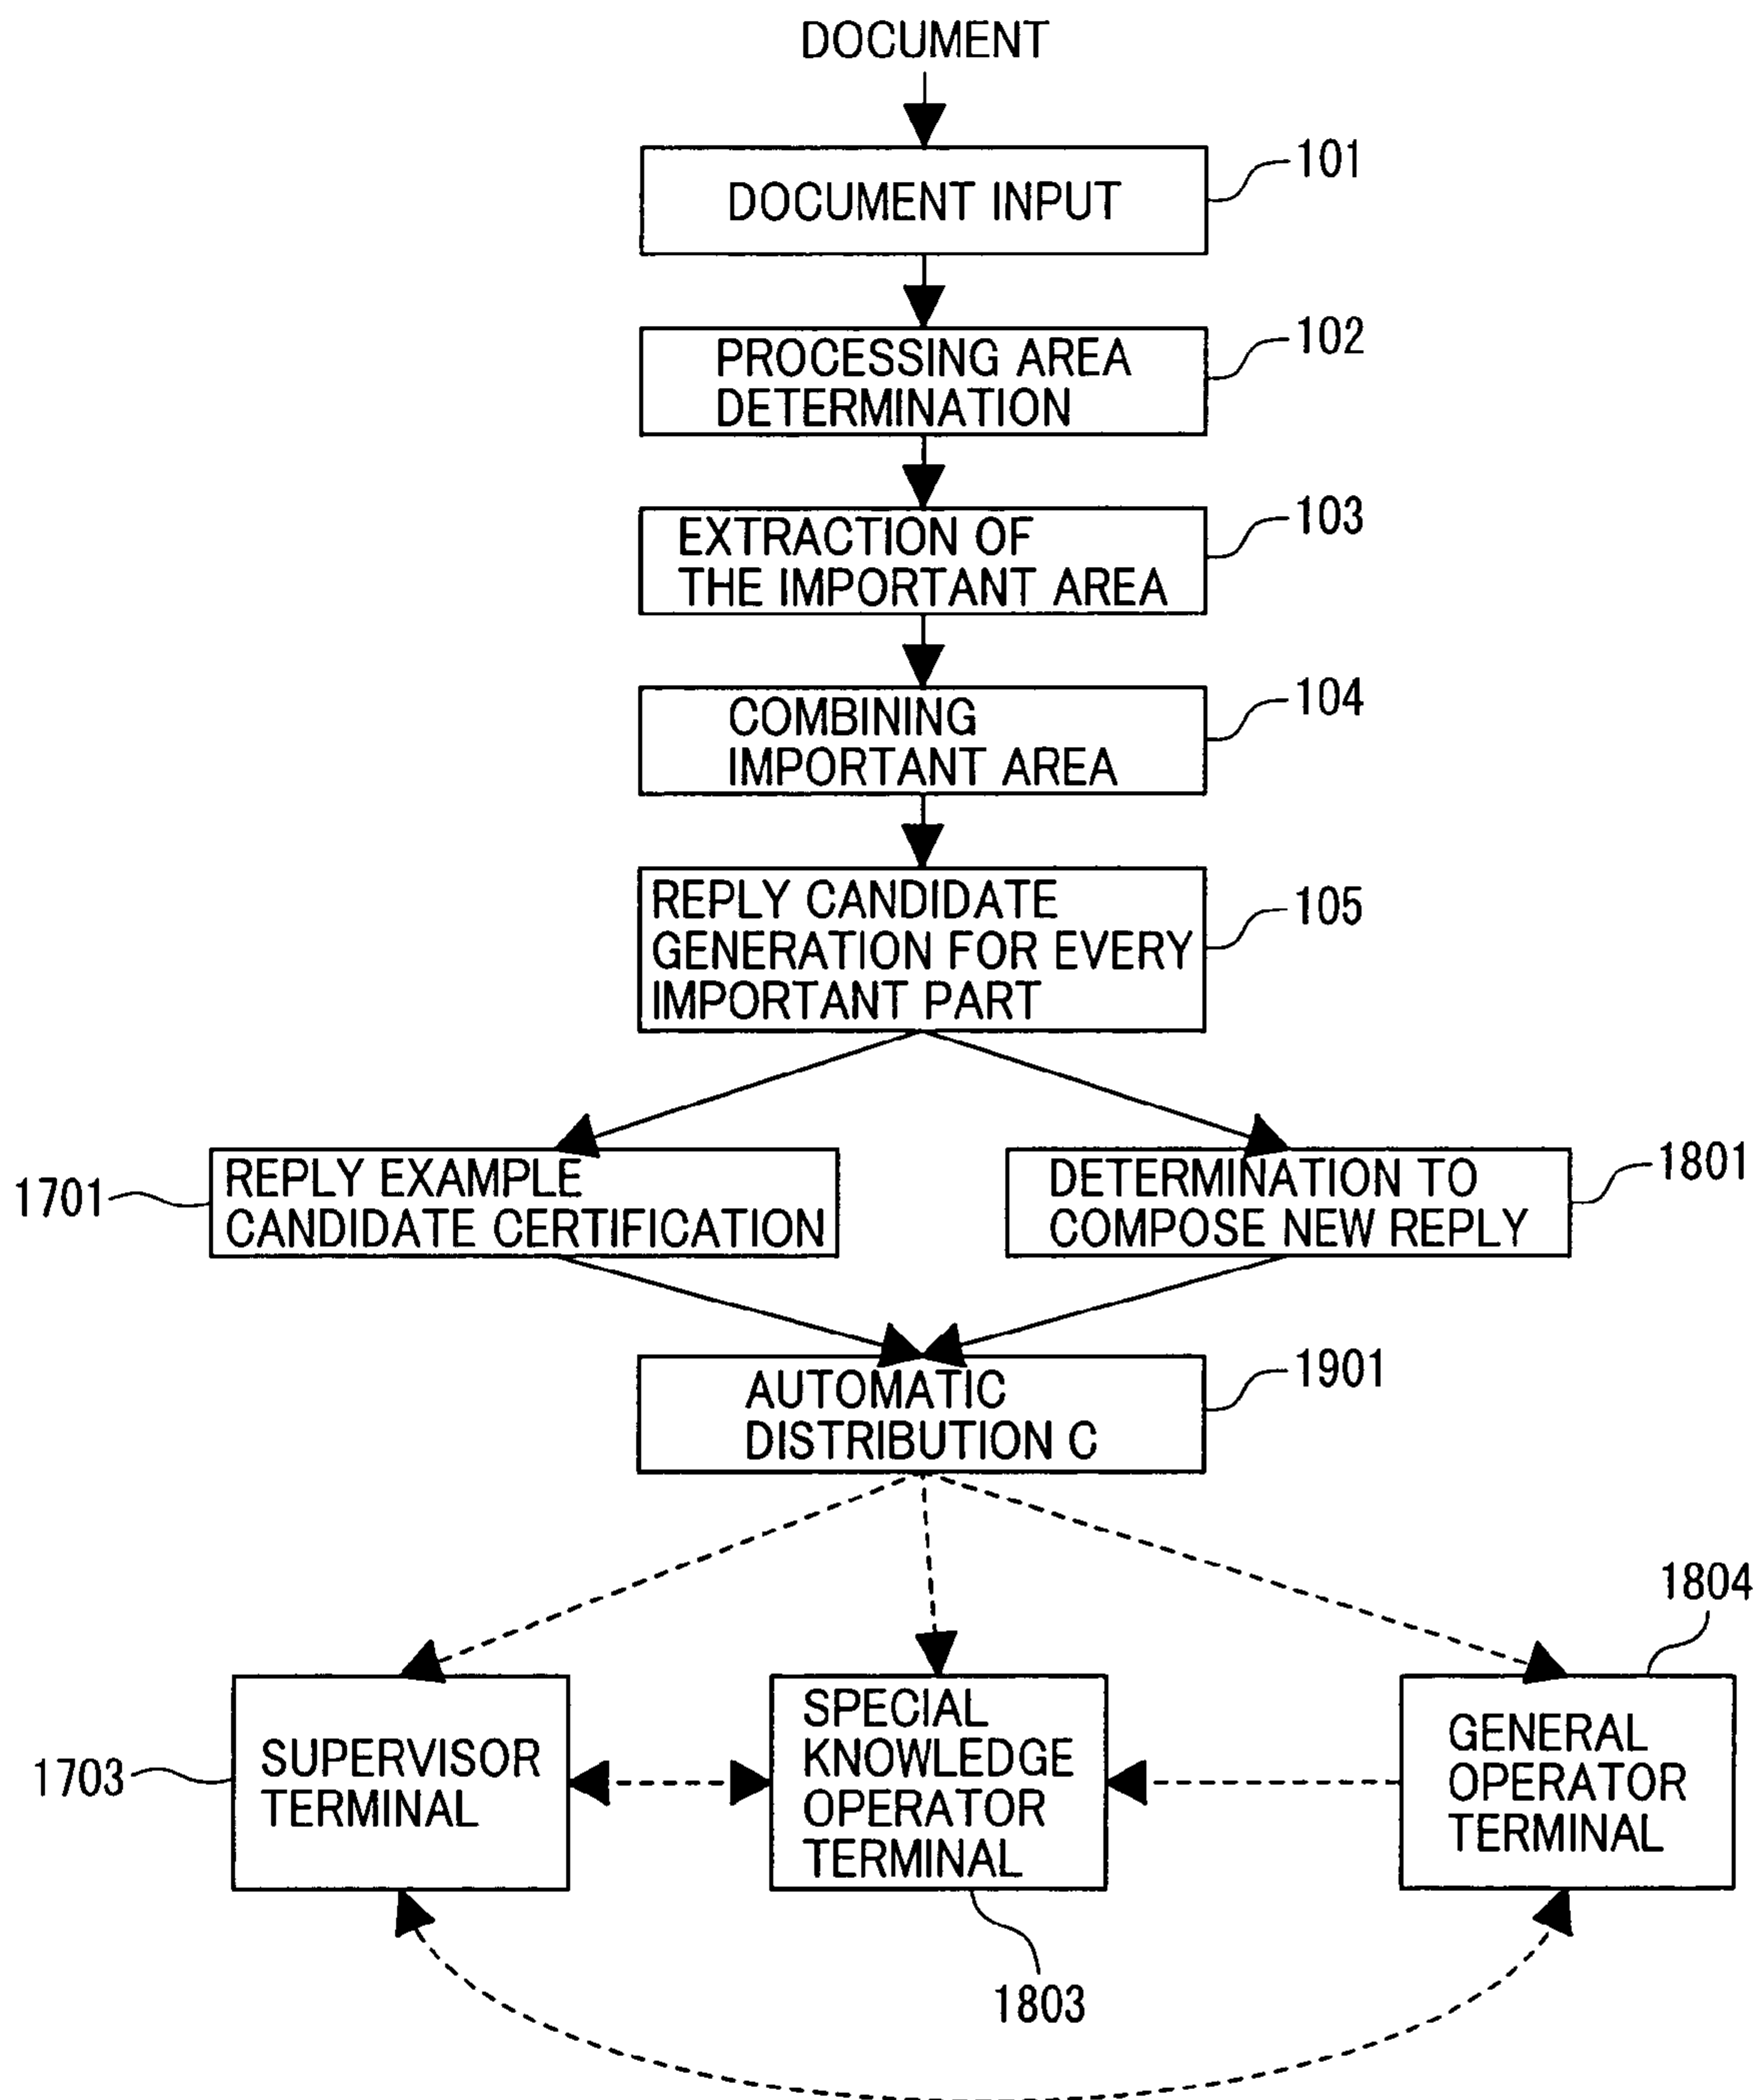 DOCUMENT
101
DOCUMENT INPUT
102
PROCESSING AREA
DETERMINATION
103
EXTRACTION OF
THE IMPORTANT AREA
104
COMBINING
IMPORTANT AREA
105
REPLY CANDIDATE
GENERATION FOR EVERY
IMPORTANT PART
1701
REPLY EXAMPLE
CANDIDATE CERTIFICATION
1801
DETERMINATION TO
COMPOSE NEW REPLY
1901
AUTOMATIC
DISTRIBUTION C
1703
SUPERVISOR
TERMINAL
SPECIAL
KNOWLEDGE
OPERATOR
TERMINAL
1803
1804
GENERAL
OPERATOR
TERMINAL